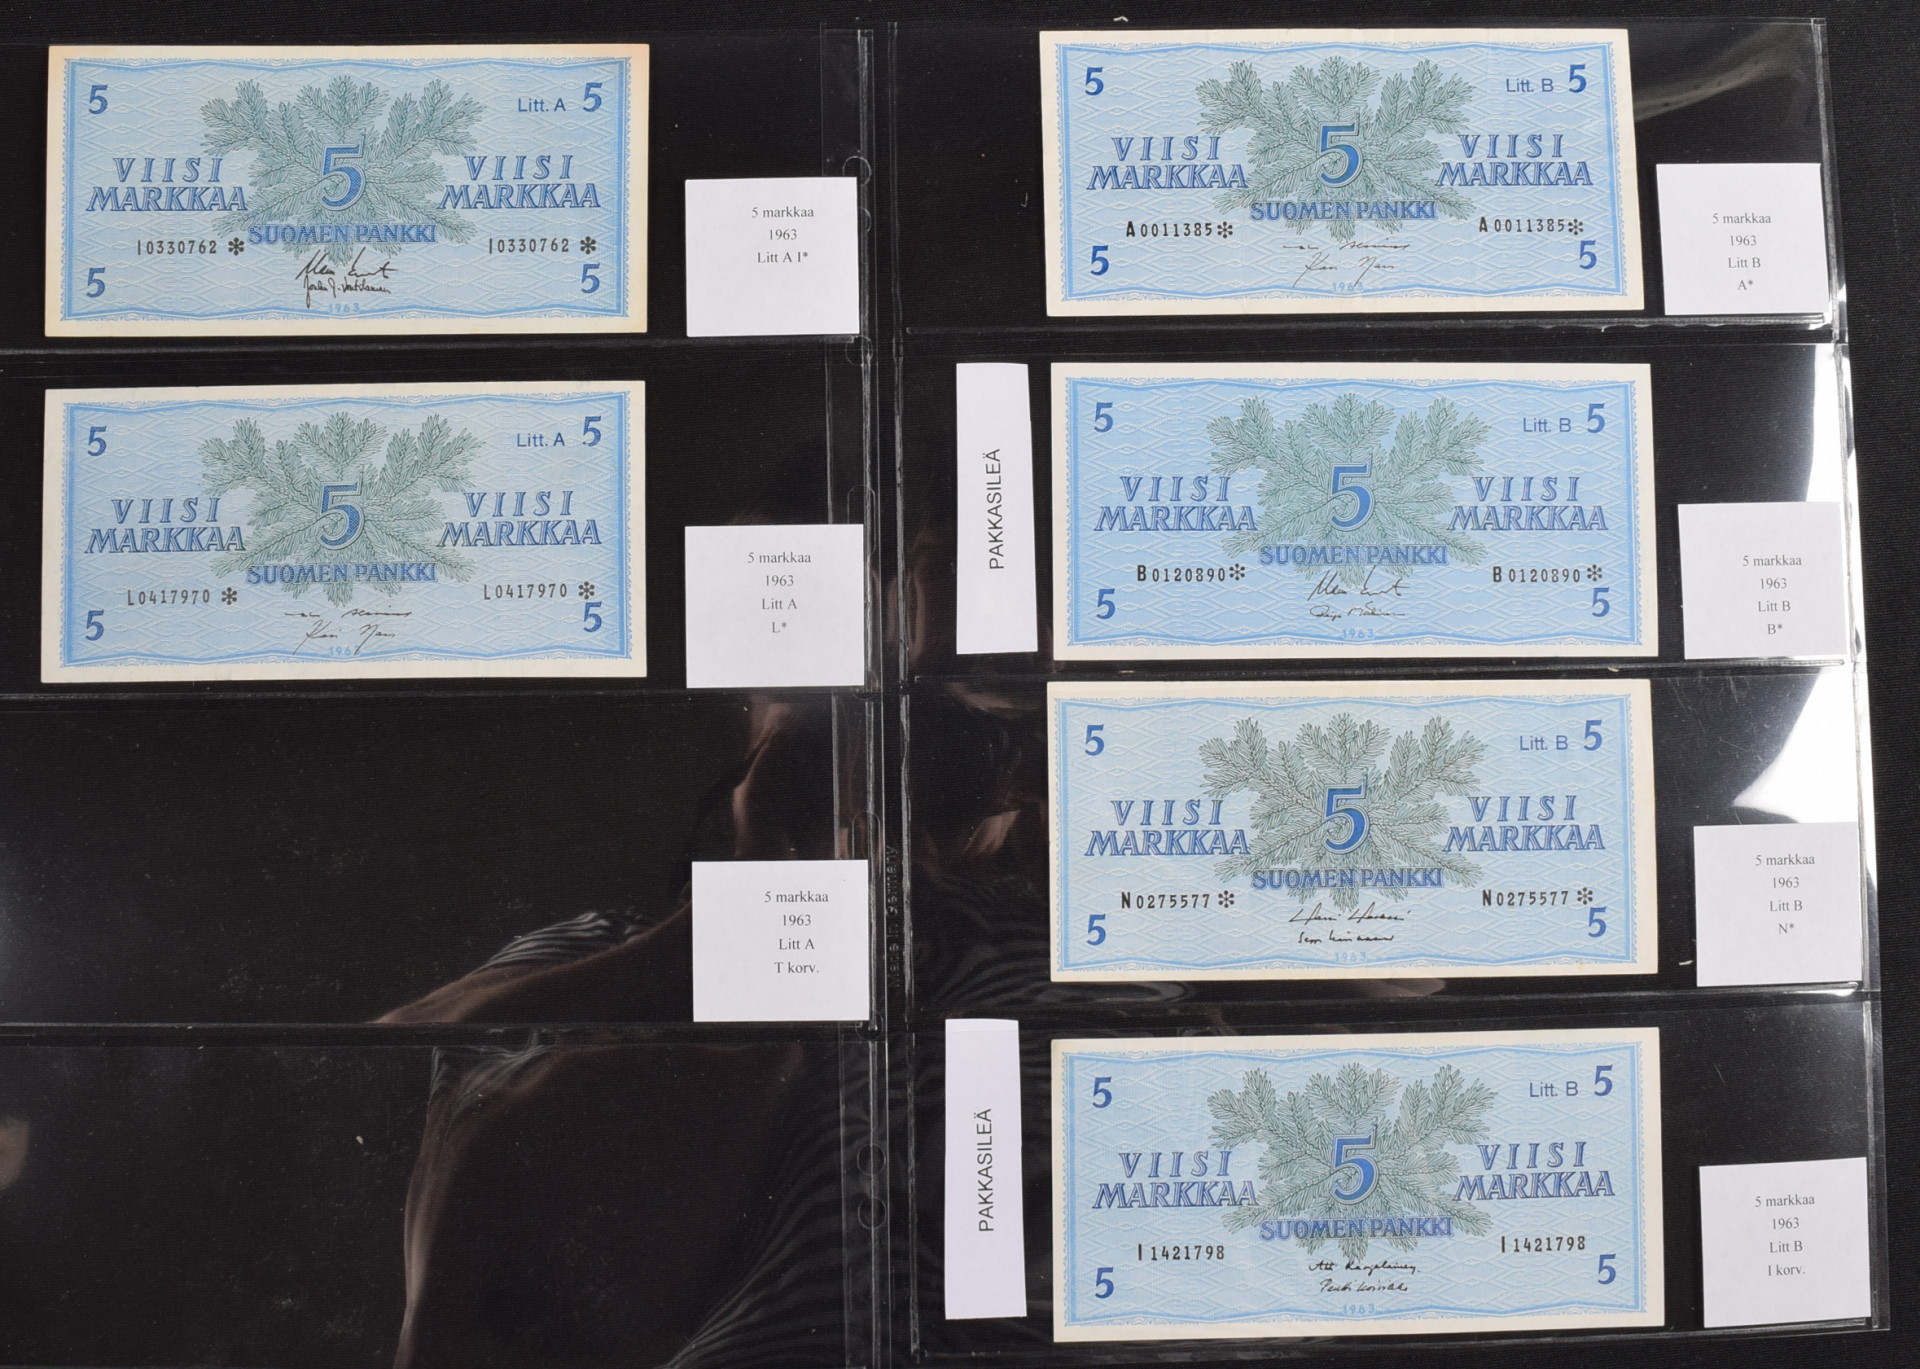 5 Litt. A 5
VIISI 5 VIISI
MARKKAA MARKKAA
SUOMEN PANKKI
I0330762 * I0330762 *
5 5
1963
5 markkaa
1963
Litt A I*
5 Litt. A 5
VIISI 5 VIISI
MARKKAA MARKKAA
SUOMEN PANKKI
L0417970 * L0417970 *
5 5
1963
5 markkaa
1963
Litt A
L*
5 markkaa
1963
Litt A
T korv.
Made in Germany
5 Litt. B 5
VIISI 5 VIISI
MARKKAA MARKKAA
SUOMEN PANKKI
A0011385* A0011385*
5 5
1963
5 markkaa
1963
Litt B
A*
PAKKASILEÄ
5 Litt. B 5
VIISI 5 VIISI
MARKKAA MARKKAA
SUOMEN PANKKI
B0120890* B0120890*
5 5
1963
5 markkaa
1963
Litt B
B*
5 Litt. B 5
VIISI 5 VIISI
MARKKAA MARKKAA
SUOMEN PANKKI
N0275577* N0275577*
5 5
1963
5 markkaa
1963
Litt B
N*
PAKKASILEÄ
5 Litt. B 5
VIISI 5 VIISI
MARKKAA MARKKAA
SUOMEN PANKKI
I1421798 I1421798
5 5
1963
5 markkaa
1963
Litt B
I korv.